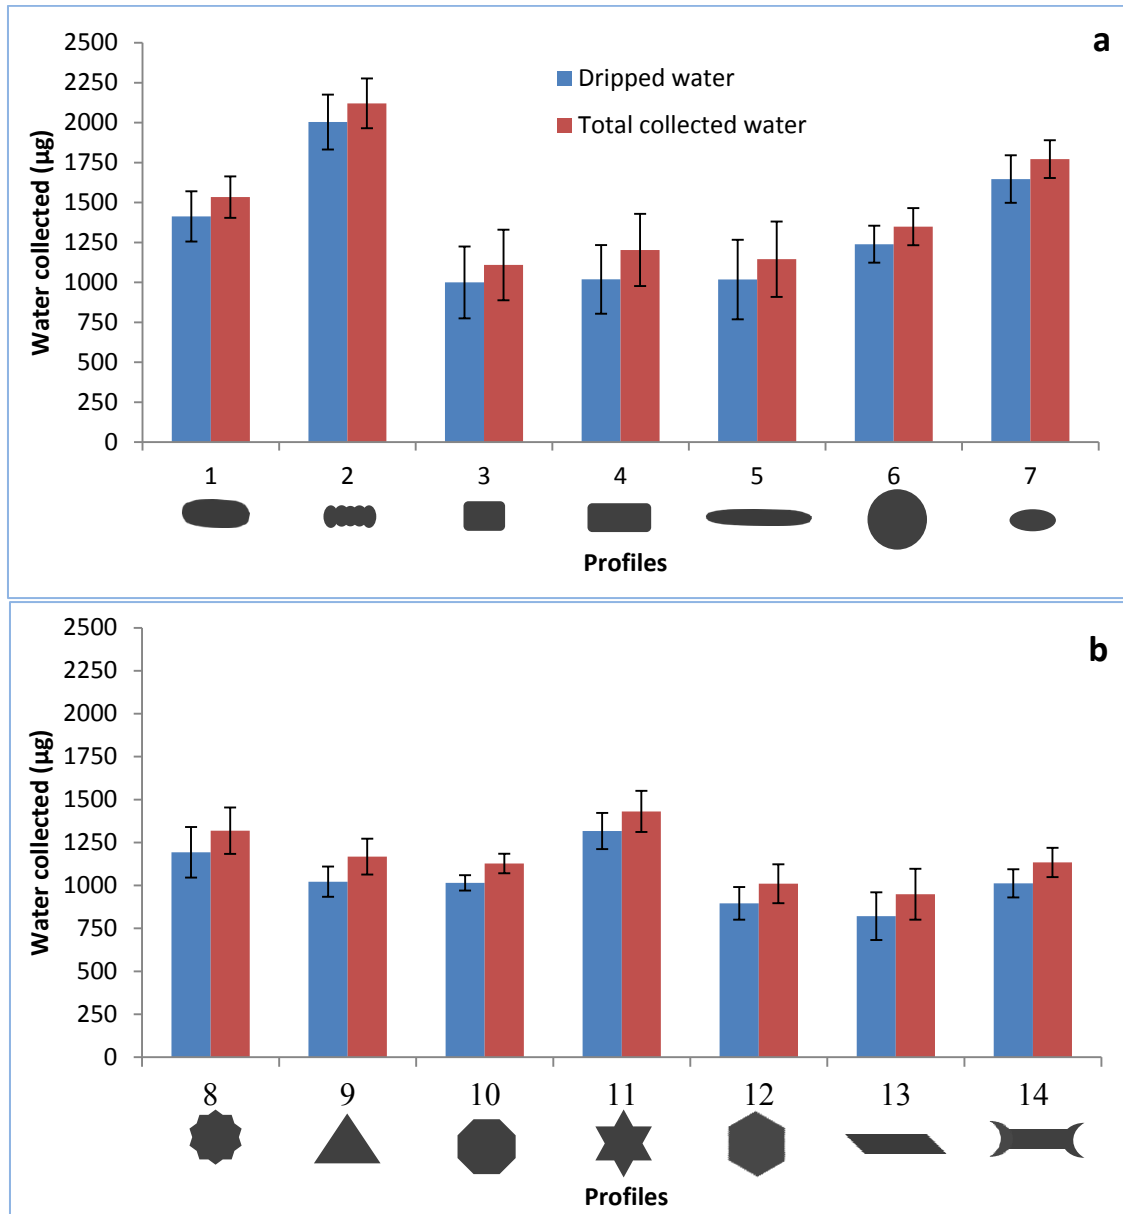 a
2500
2250
2000
1750
1500
1250
1000
750
500
250
0
Water collected (µg)
Dripped water
Total collected water
1 2 3 4 5 6 7
Profiles
b
2500
2250
2000
1750
1500
1250
1000
750
500
250
0
Water collected (µg)
8 9 10 11 12 13 14
Profiles